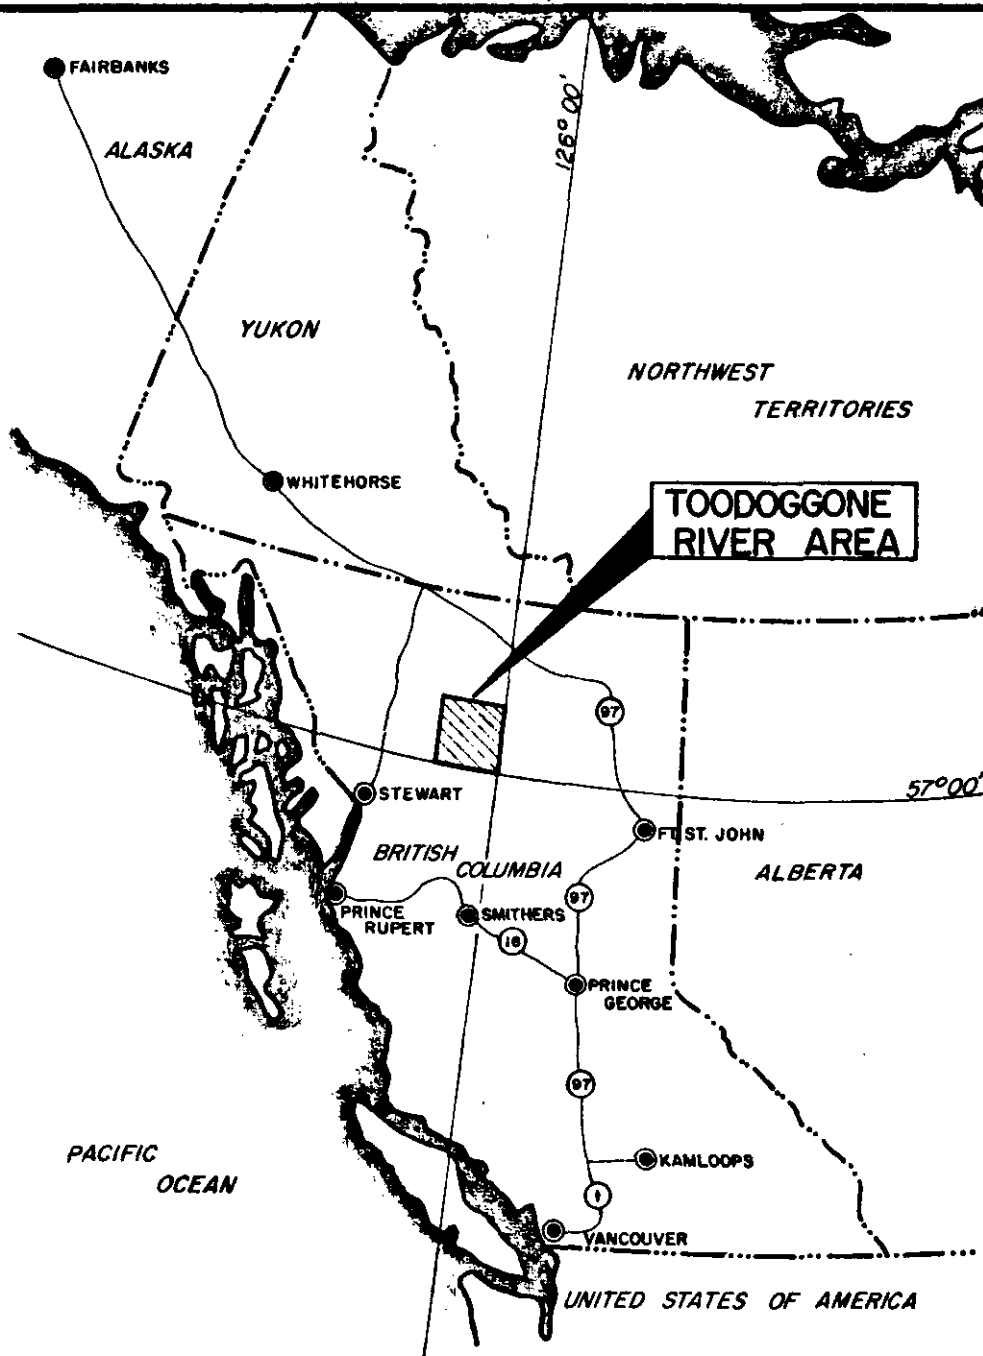 FAIRBANKS
ALASKA
126°00'
YUKON
NORTHWEST
TERRITORIES
WHITEHORSE
TOODOGGONE
RIVER AREA
97
57°00'
STEWART
FT. ST. JOHN
BRITISH
COLUMBIA
ALBERTA
97
PRINCE
RUPERT
SMITHERS
16
PRINCE
GEORGE
97
PACIFIC
OCEAN
KAMLOOPS
1
VANCOUVER
UNITED STATES OF AMERICA